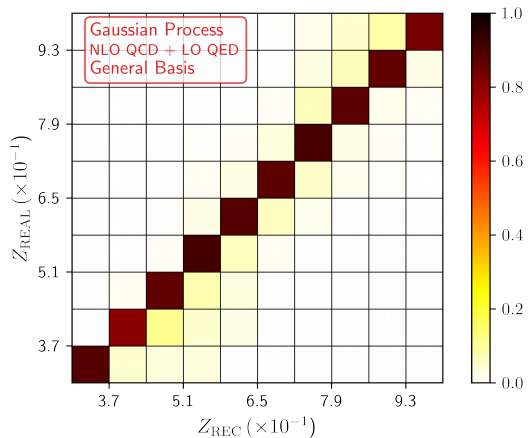 Gaussian Process
NLO QCD + LO QED
General Basis
1.0
0.8
0.6
0.4
0.2
0.0
9.3
7.9
6.5
5.1
3.7
Z_REAL (×10⁻¹)
3.7 5.1 6.5 7.9 9.3
Z_REC (×10⁻¹)